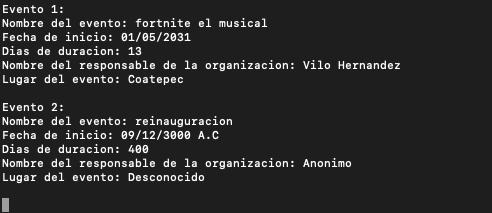 Evento 1:
Nombre del evento: fortnite el musical
Fecha de inicio: 01/05/2031
Dias de duracion: 13
Nombre del responsable de la organizacion: Vilo Hernandez
Lugar del evento: Coatepec
Evento 2:
Nombre del evento: reinauguracion
Fecha de inicio: 09/12/3000 A.C
Dias de duracion: 400
Nombre del responsable de la organizacion: Anonimo
Lugar del evento: Desconocido